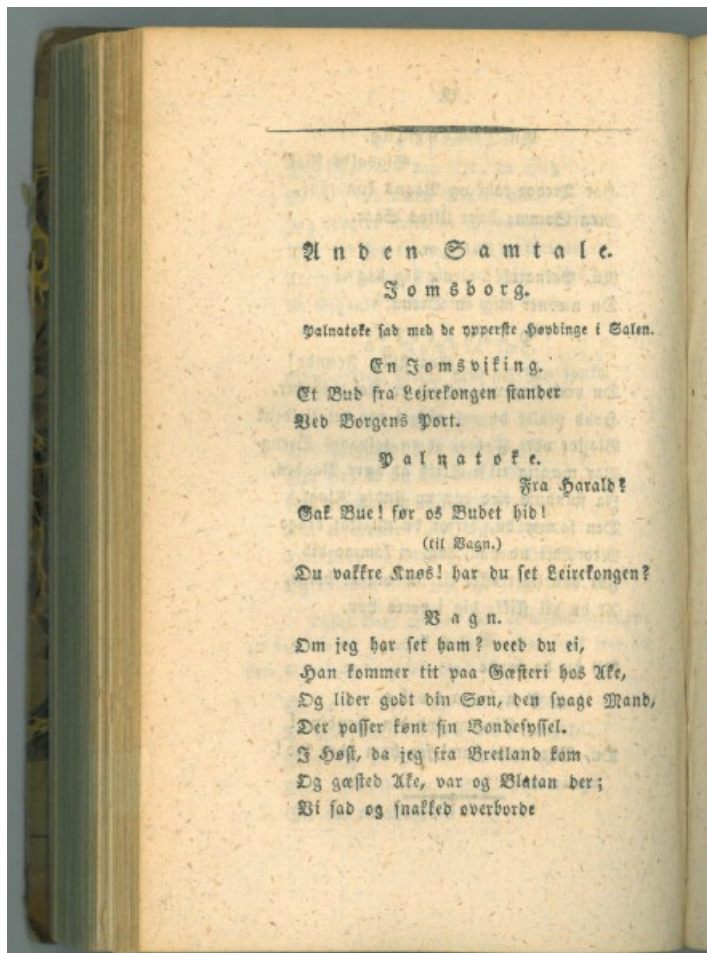 Anden Samtale.
Jomsborg.
Palnatoke sad med de ypperste Høvdinge i Salen.
En Jomsviking.
Et Bud fra Leirekongen stander
Ved Borgens Port.
Palnatoke.
Fra Harald?
Gak Bue! før os Budet hid!
(til Vagn.)
Du vakkre Knøs! har du set Leirekongen?
Vagn.
Om jeg har set ham? veed du ei,
Han kommer tit paa Gæsteri hos Ake,
Og lider godt din Søn, den spage Mand,
Der passer kønt sin Bondesyssel.
I Høst, da jeg fra Bretland kom
Og gæsted Ake, var og Blatan der;
Vi sad og snakked overborde